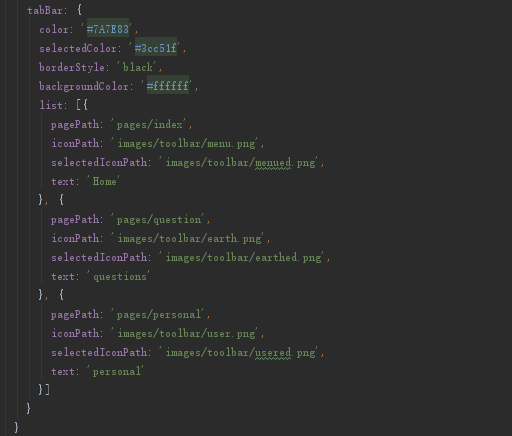 tabBar: {
color: '#7A7E83',
selectedColor: '#3cc51f',
borderStyle: 'black',
backgroundColor: '#ffffff',
list: [{
pagePath: 'pages/index',
iconPath: 'images/toolbar/menu.png',
selectedIconPath: 'images/toolbar/menued.png',
text: 'Home'
}, {
pagePath: 'pages/question',
iconPath: 'images/toolbar/earth.png',
selectedIconPath: 'images/toolbar/earthed.png',
text: 'questions'
}, {
pagePath: 'pages/personal',
iconPath: 'images/toolbar/user.png',
selectedIconPath: 'images/toolbar/usered.png',
text: 'personal'
}]
}
}